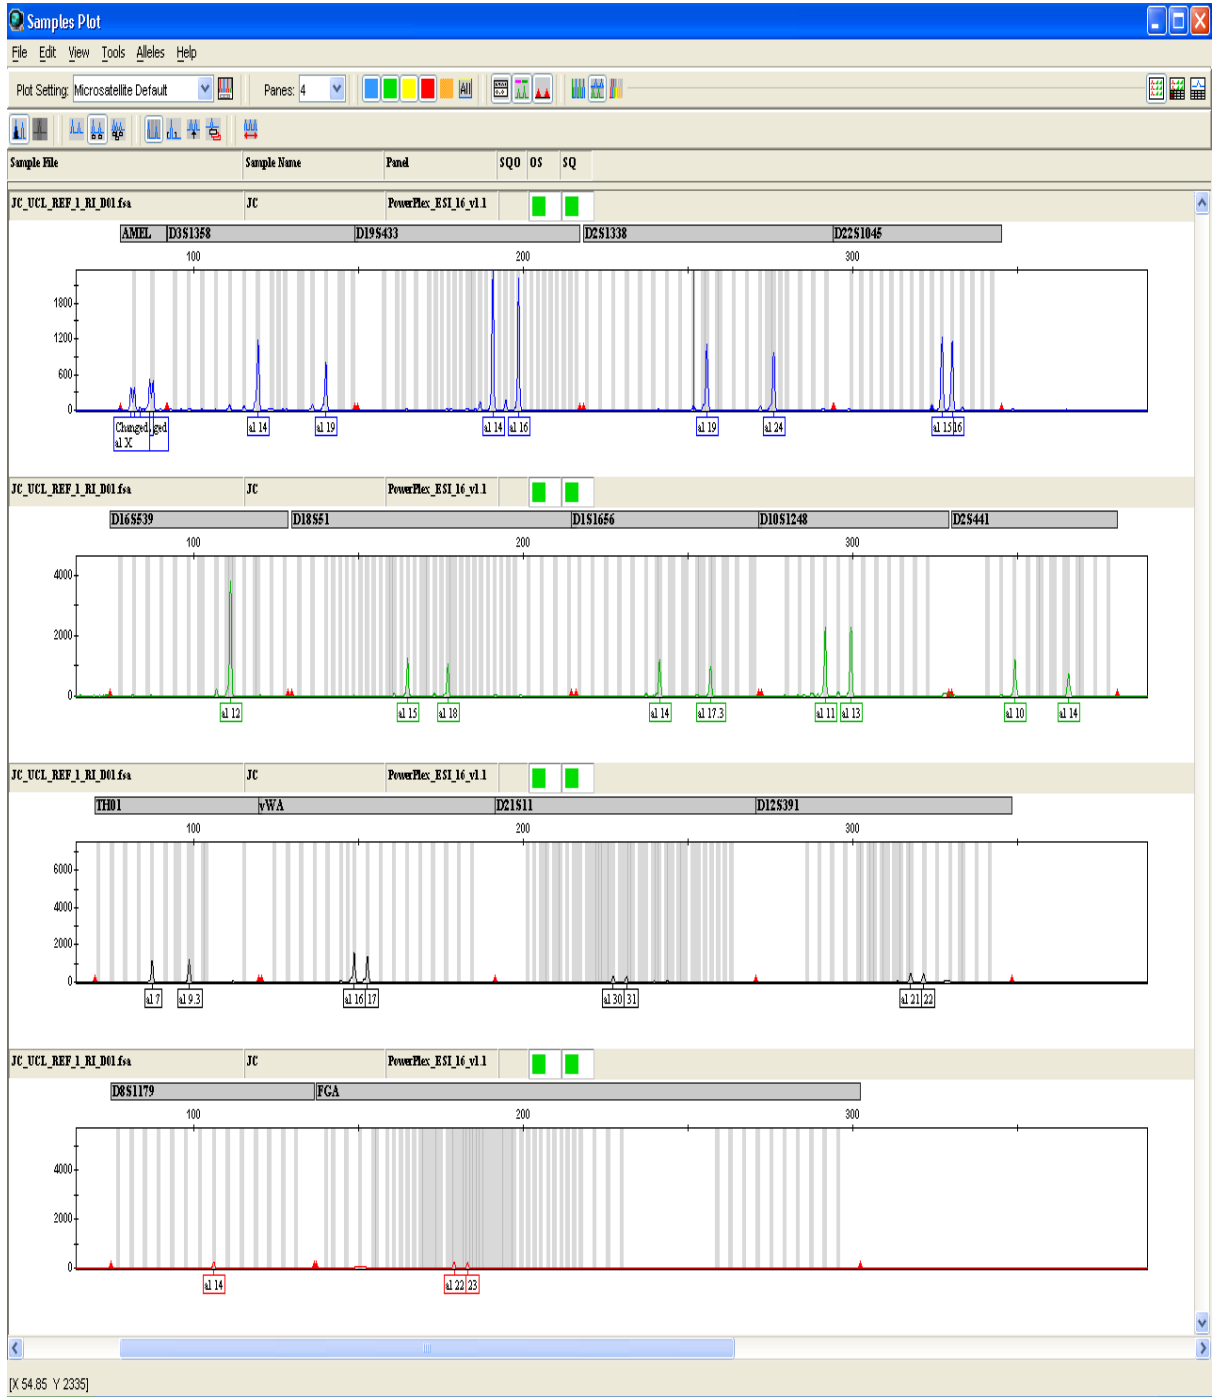 Samples Plot
File Edit View Tools Alleles Help
Plot Setting: Microsatellite Default Panes: 4 All
Sample File Sample Name Panel SQO OS SQ
JC_UCL_REF_1_RI_D01.fsa JC PowerPlex_ESI_16_v1.1
AMEL D3S1358 D19S433 D2S1338 D22S1045
100 200 300
1800
1200
600
0
Changed. ged al 14 al 19 al 14 al 16 al 19 al 24 al 15 16
al X
JC_UCL_REF_1_RI_D01.fsa JC PowerPlex_ESI_16_v1.1
D16S539 D18S51 D1S1656 D10S1248 D2S441
100 200 300
4000
2000
0
al 12 al 15 al 18 al 14 al 17.3 al 11 al 13 al 10 al 14
JC_UCL_REF_1_RI_D01.fsa JC PowerPlex_ESI_16_v1.1
TH01 vWA D21S11 D12S391
100 200 300
6000
4000
2000
0
al 7 al 9.3 al 16 17 al 30 31 al 21 22
JC_UCL_REF_1_RI_D01.fsa JC PowerPlex_ESI_16_v1.1
D8S1179 FGA
100 200 300
4000
2000
0
al 14 al 22 23
[X 54.85 Y 2335]